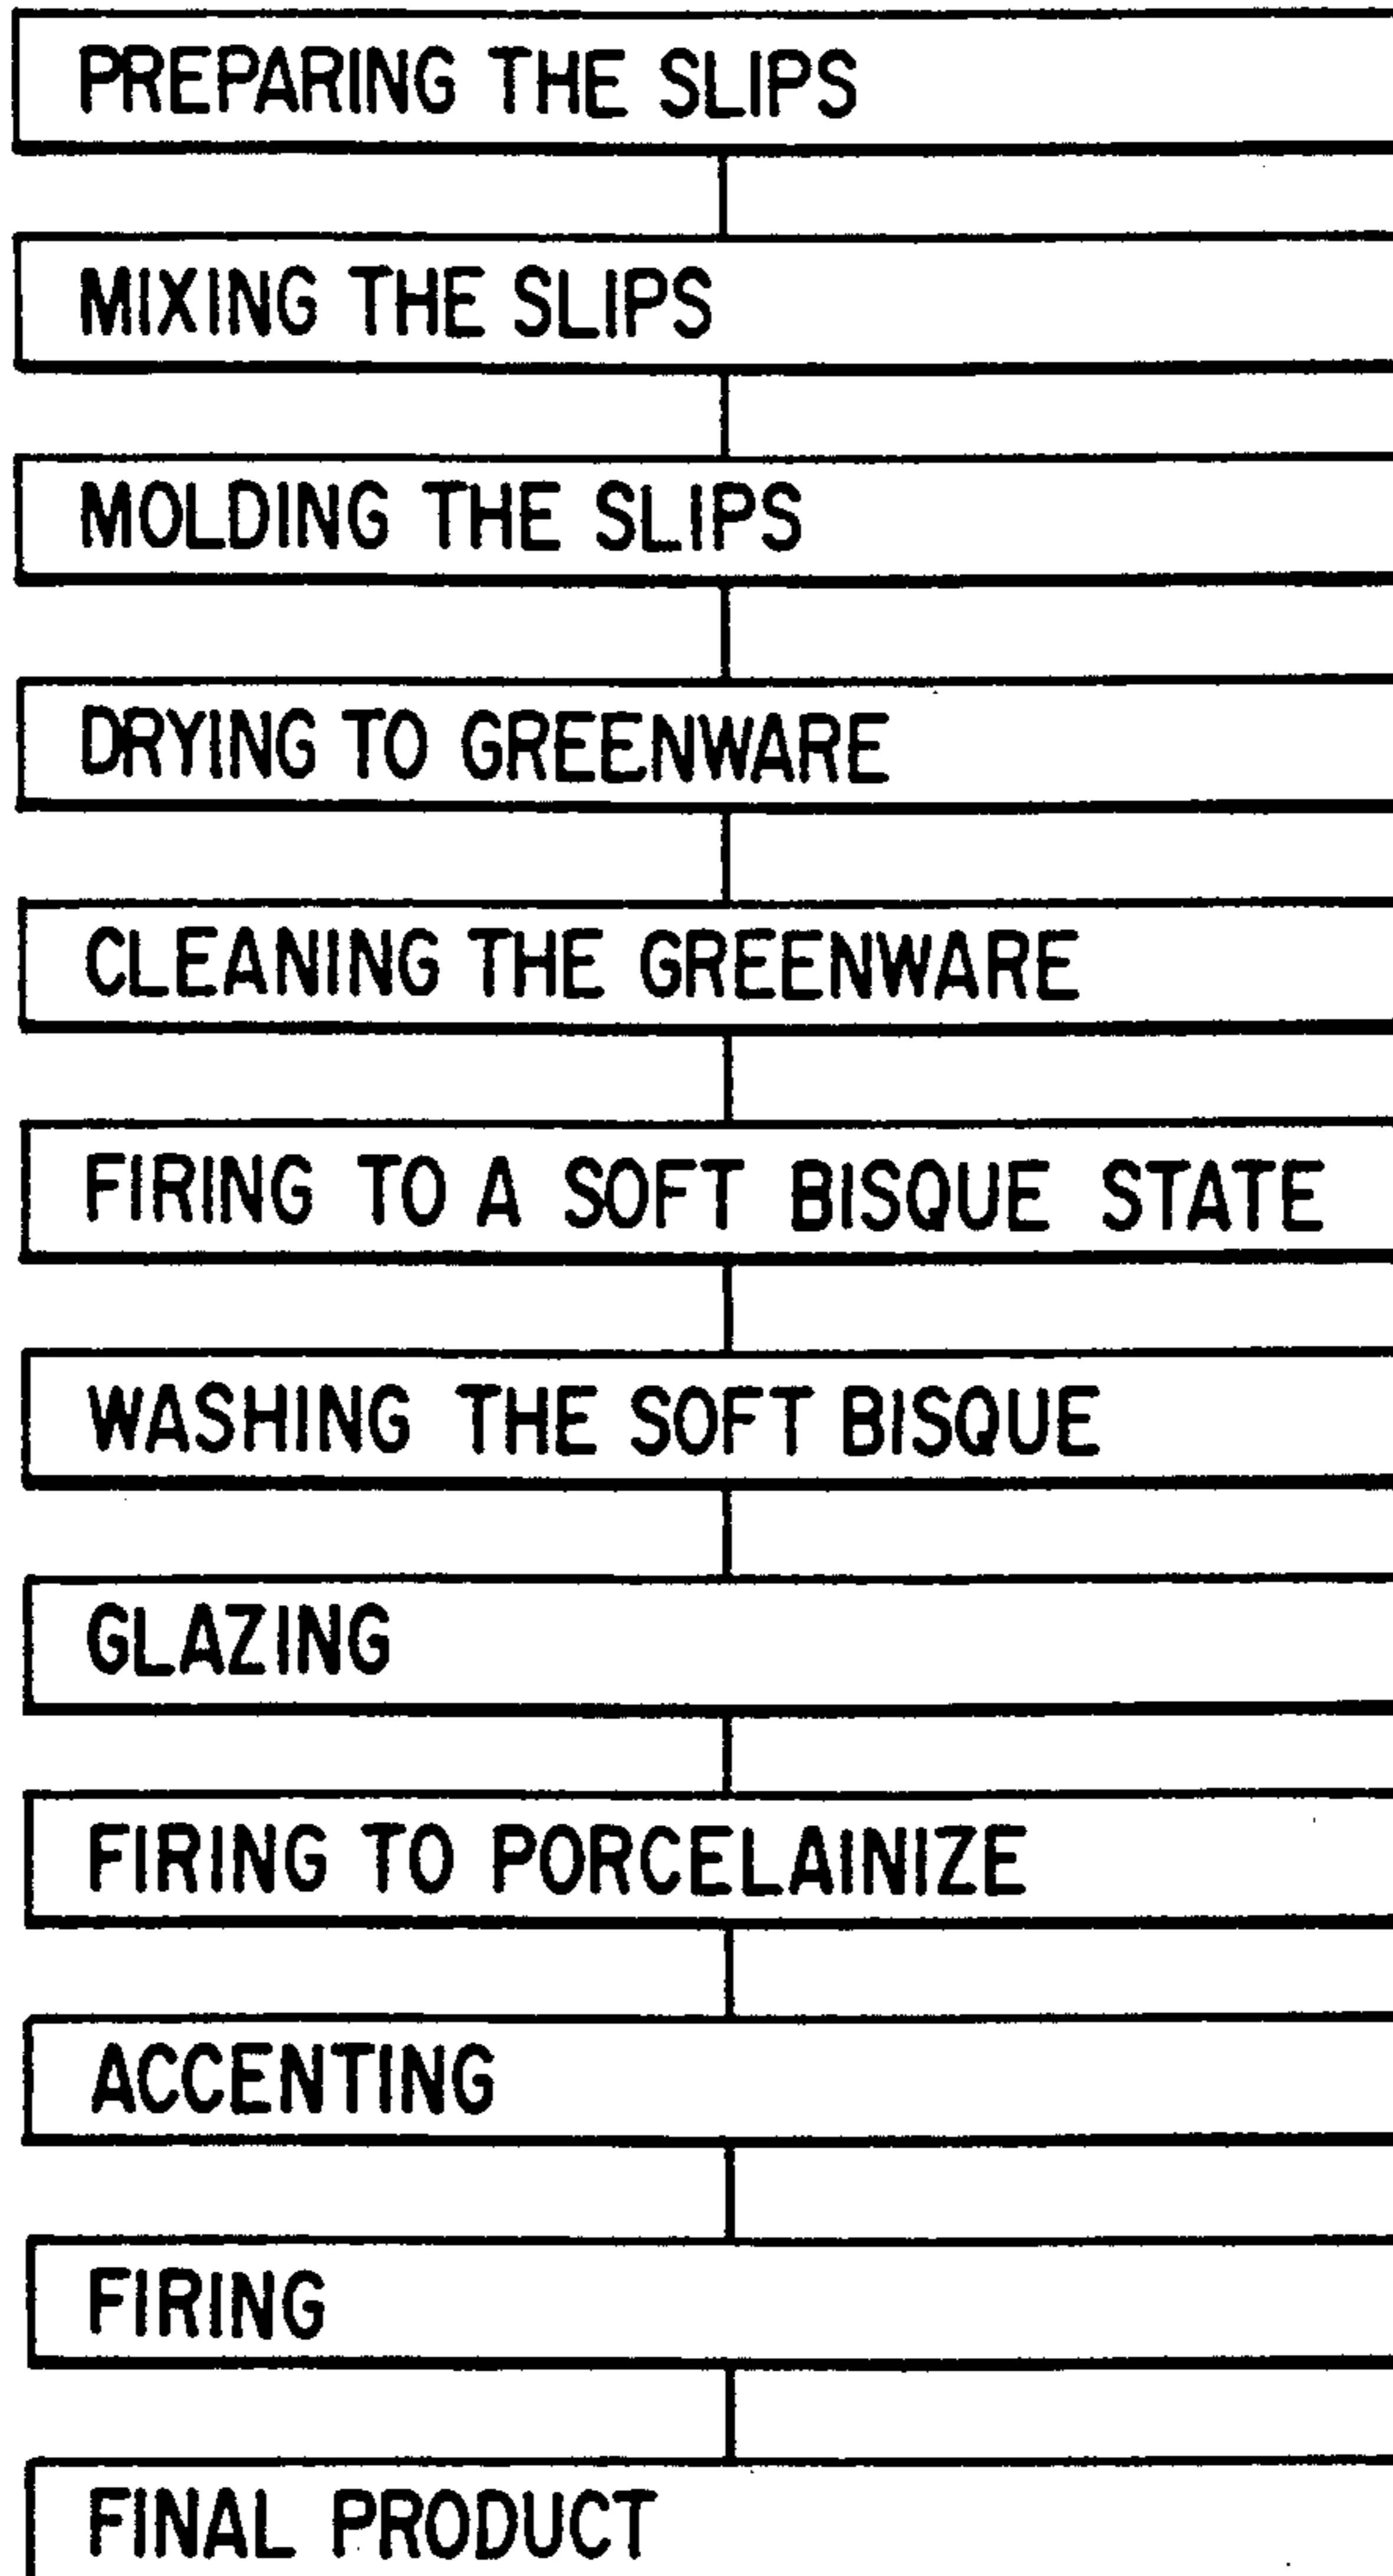 PREPARING THE SLIPS
MIXING THE SLIPS
MOLDING THE SLIPS
DRYING TO GREENWARE
CLEANING THE GREENWARE
FIRING TO A SOFT BISQUE STATE
WASHING THE SOFT BISQUE
GLAZING
FIRING TO PORCELAINIZE
ACCENTING
FIRING
FINAL PRODUCT